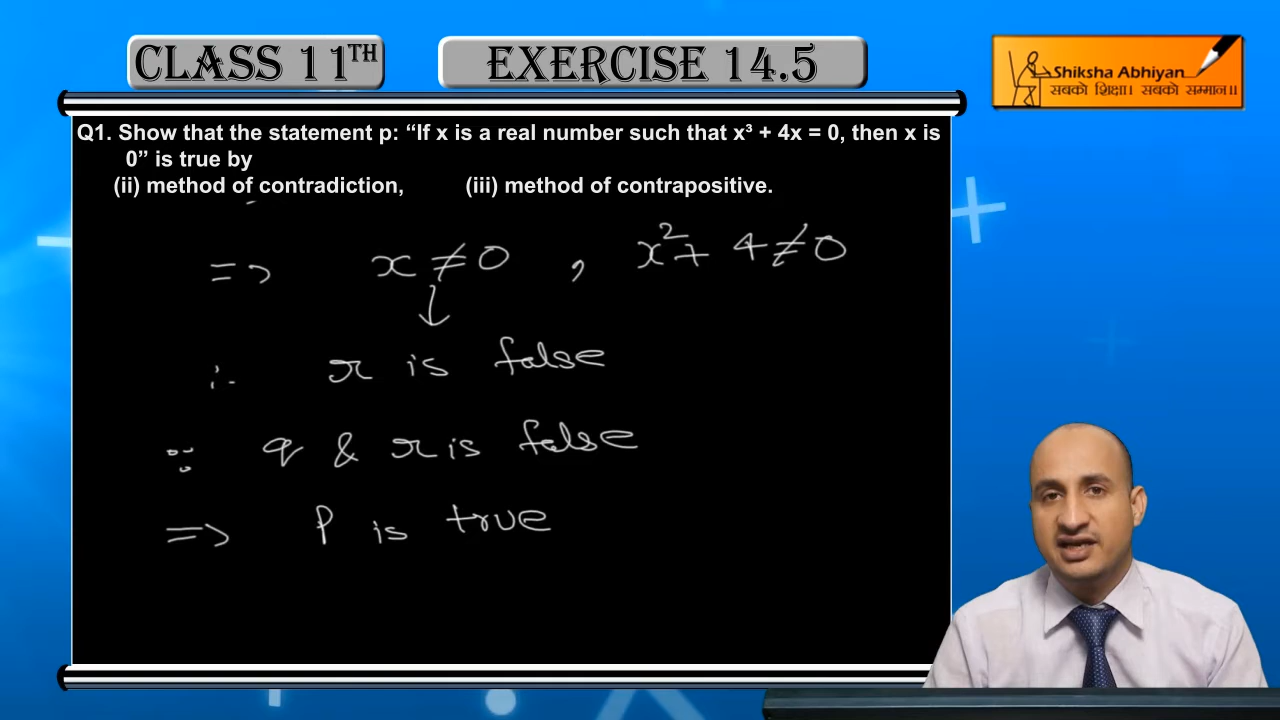 CLASS 11TH
EXERCISE 14.5
Shiksha Abhiyan
सबको शिक्षा। सबको सम्मान।।
Q1. Show that the statement p: “If x is a real number such that x³ + 4x = 0, then x is
0” is true by
(ii) method of contradiction, (iii) method of contrapositive.
=> x ≠ 0 , x² + 4 ≠ 0
↓
∴ r is false
∵ q & r is false
=> P is true